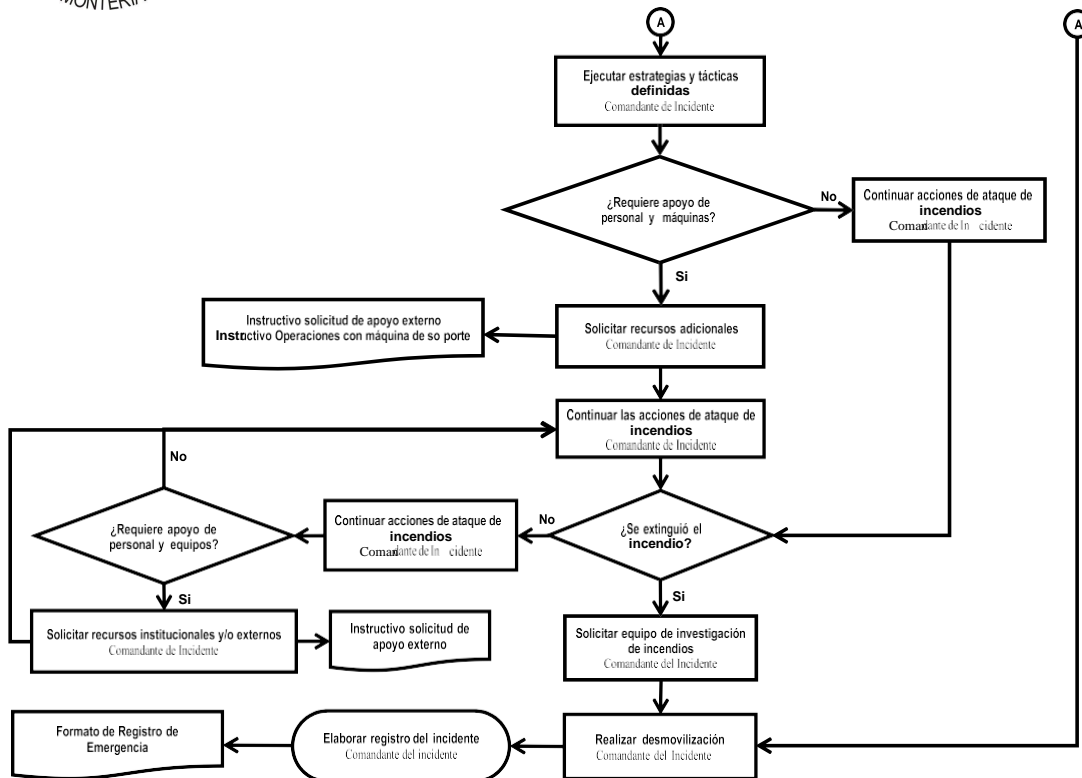 MONTERIA
A
A
Ejecutar estrategias y tácticas
definidas
Comandante de Incidente
¿Requiere apoyo de
personal y máquinas?
No
Continuar acciones de ataque de
incendios
Comandante de In cidente
Si
Instructivo solicitud de apoyo externo
Instructivo Operaciones con máquina de so porte
Solicitar recursos adicionales
Comandante de Incidente
Continuar las acciones de ataque de
incendios
Comandante de Incidente
No
¿Requiere apoyo de
personal y equipos?
Continuar acciones de ataque de
incendios
Comandante de In cidente
No
¿Se extinguió el
incendio?
Si
Si
Solicitar recursos institucionales y/o externos
Comandante de Incidente
Instructivo solicitud de
apoyo externo
Solicitar equipo de investigación
de incendios
Comandante del Incidente
Formato de Registro de
Emergencia
Elaborar registro del incidente
Comandante del incidente
Realizar desmovilización
Comandante del Incidente